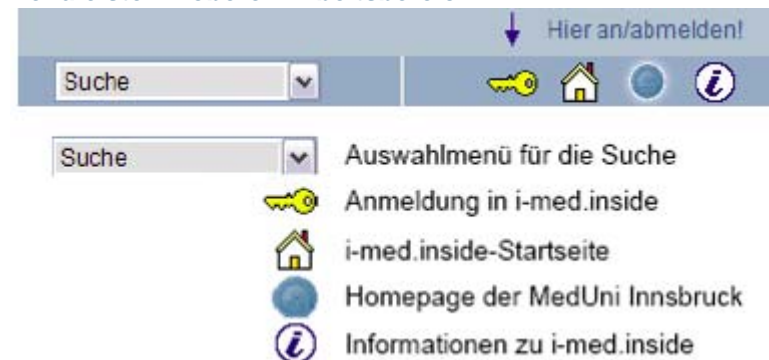 Hier an/abmelden!
Suche
Suche Auswahlmenü für die Suche
Anmeldung in i-med.inside
i-med.inside-Startseite
Homepage der MedUni Innsbruck
i Informationen zu i-med.inside